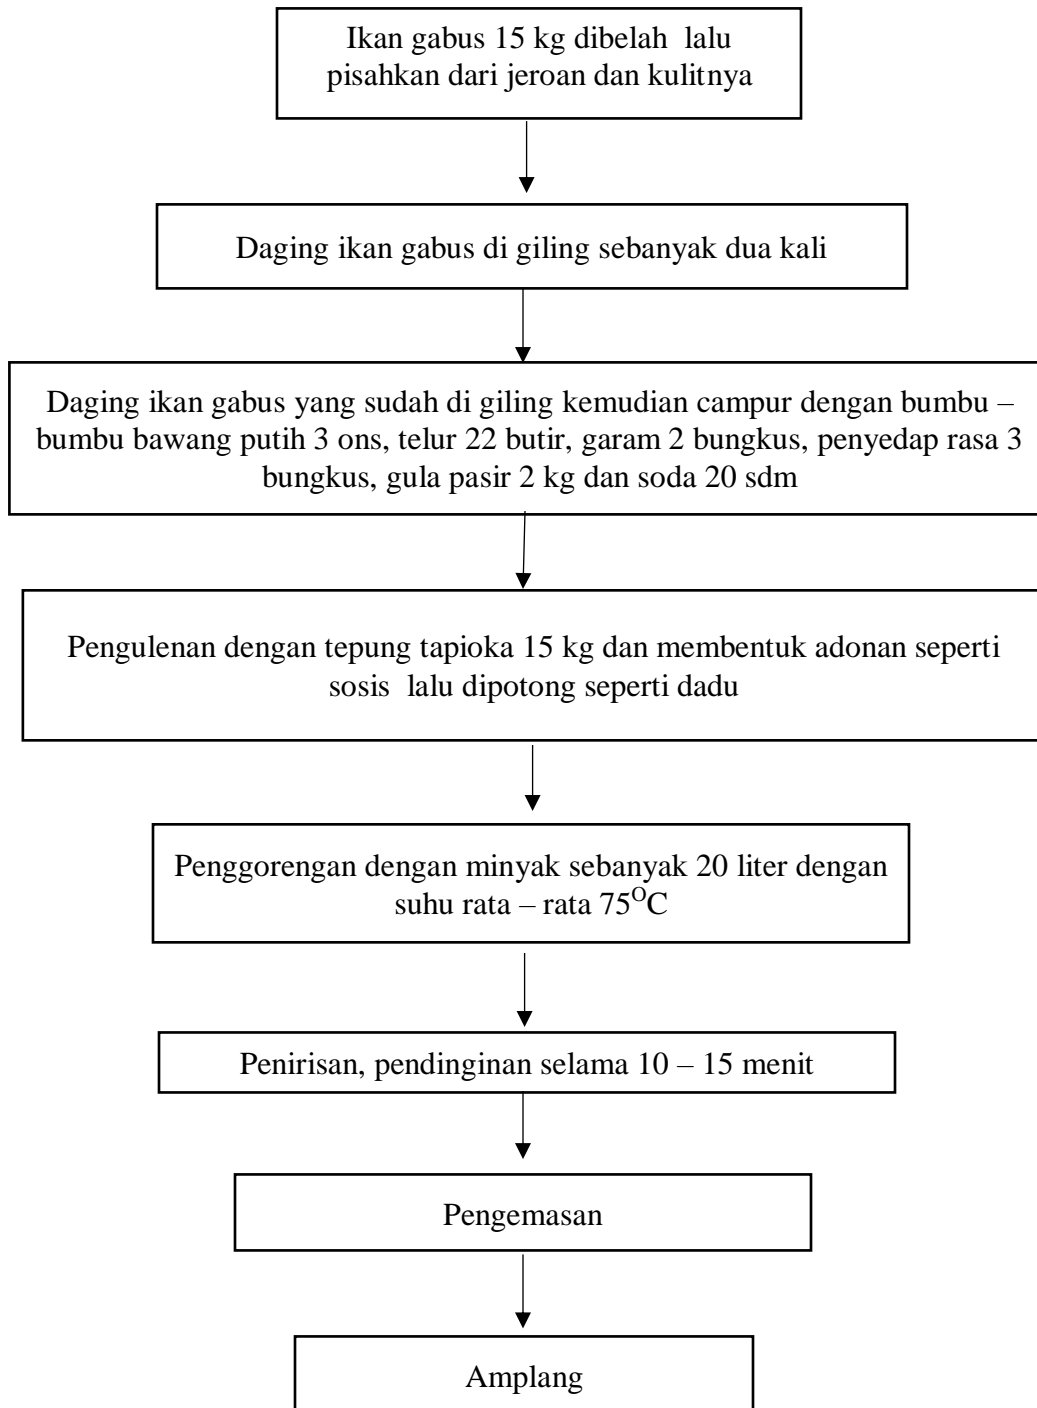 Ikan gabus 15 kg dibelah  lalu
pisahkan dari jeroan dan kulitnya
Daging ikan gabus di giling sebanyak dua kali
Daging ikan gabus yang sudah di giling kemudian campur dengan bumbu –
bumbu bawang putih 3 ons, telur 22 butir, garam 2 bungkus, penyedap rasa 3
bungkus, gula pasir 2 kg dan soda 20 sdm
Pengulenan dengan tepung tapioka 15 kg dan membentuk adonan seperti
sosis  lalu dipotong seperti dadu
Penggorengan dengan minyak sebanyak 20 liter dengan
suhu rata – rata 75ᴼC
Penirisan, pendinginan selama 10 – 15 menit
Pengemasan
Amplang